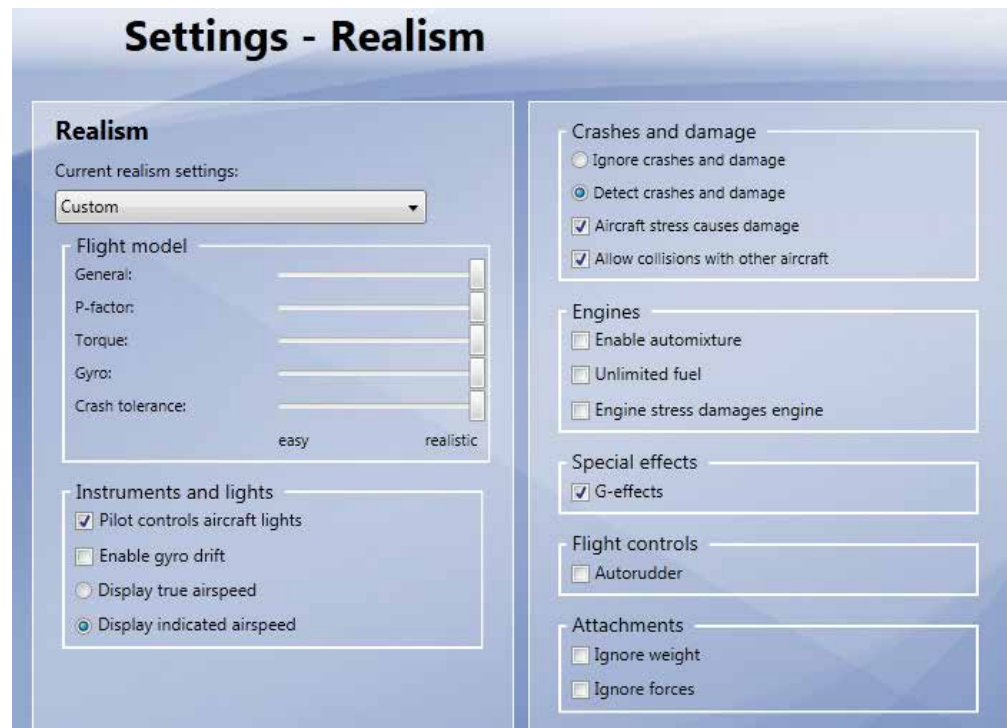 Settings - Realism
Realism
Current realism settings:
Custom
Flight model
General:
P-factor:
Torque:
Gyro:
Crash tolerance:
easy realistic
Instruments and lights
Pilot controls aircraft lights
Enable gyro drift
Display true airspeed
Display indicated airspeed
Crashes and damage
Ignore crashes and damage
Detect crashes and damage
Aircraft stress causes damage
Allow collisions with other aircraft
Engines
Enable automixture
Unlimited fuel
Engine stress damages engine
Special effects
G-effects
Flight controls
Autorudder
Attachments
Ignore weight
Ignore forces